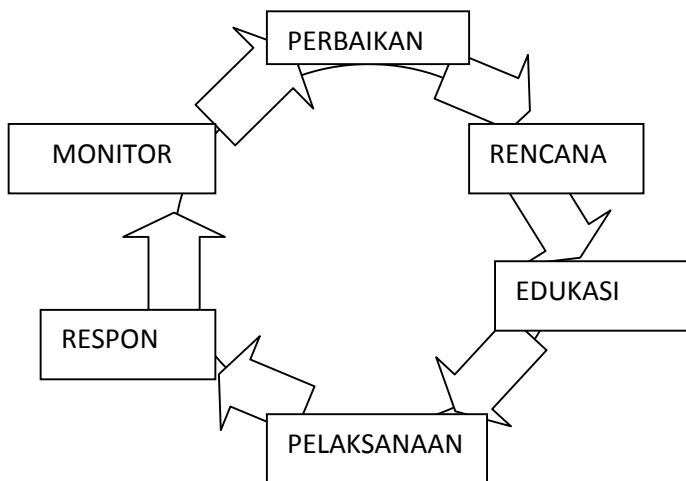 PERBAIKAN
RENCANA
EDUKASI
PELAKSANAAN
RESPON
MONITOR